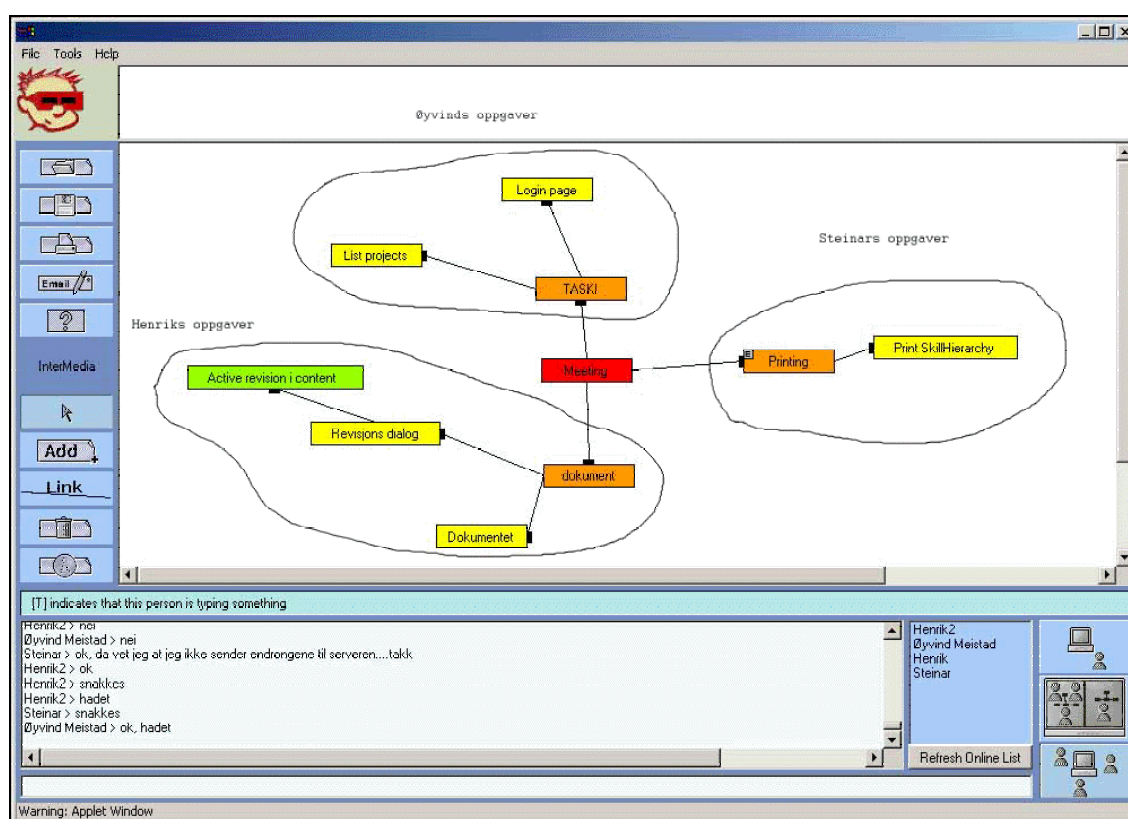 File Tools Help
Øyvinds oppgaver
Login page
List projects
TASKI
Steinars oppgaver
Print SkillHierarchy
Printing
E
Henriks oppgaver
Meeting
Active revision i content
Revisjons dialog
dokument
Dokumentet
Email
?
InterMedia
Add
Link
A
[T] indicates that this person is typing something
Henrik2 > nei
Øyvind Meistad > nei
Steinar > ok, da vet jeg at jeg ikke sender endrongene til serveren....takk
Henrik2 > ok
Henrik2 > snakkes
Henrik2 > hadet
Steinar > snakkes
Øyvind Meistad > ok, hadet
Henrik2
Øyvind Meistad
Henrik
Steinar
Refresh Online List
Warning: Applet Window